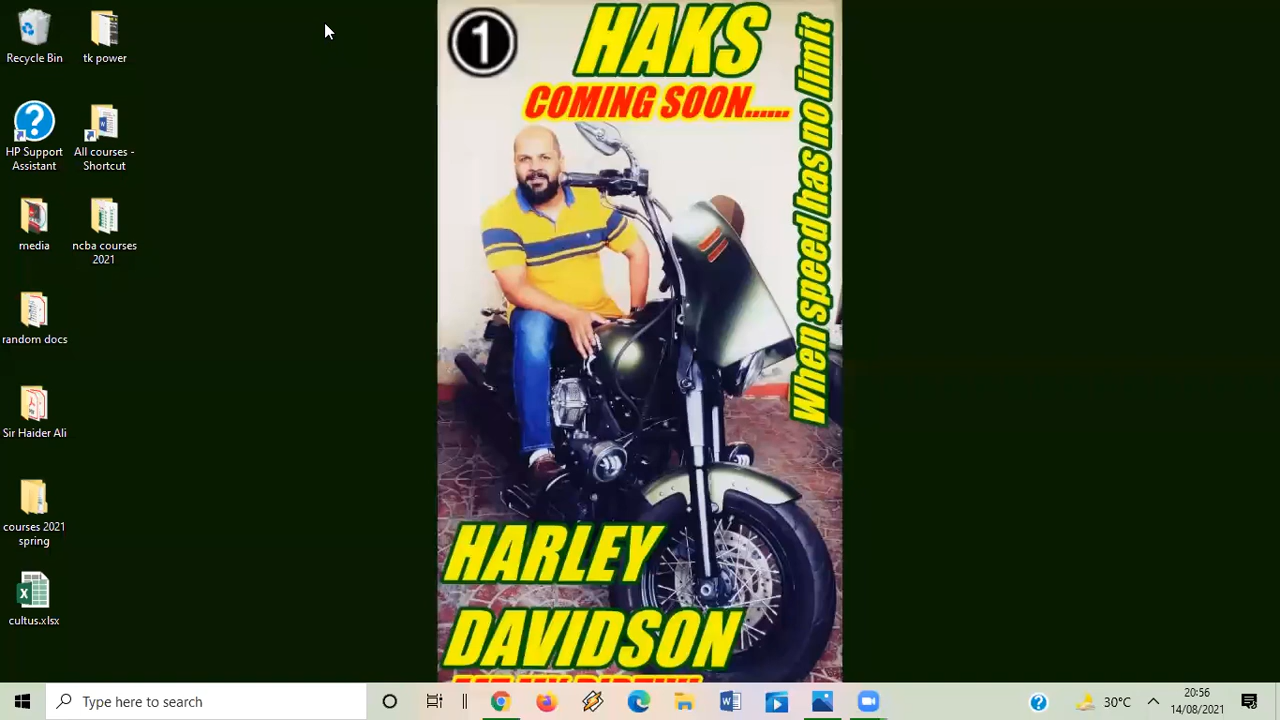 Recycle Bin
tk power
HP Support
Assistant
All courses -
Shortcut
media
ncba courses
2021
random docs
Sir Haider Ali
courses 2021
spring
cultus.xlsx
1
HAKS
COMING SOON......
When speed has no limit
HARLEY
DAVIDSON
Type here to search
30°C
20:56
14/08/2021